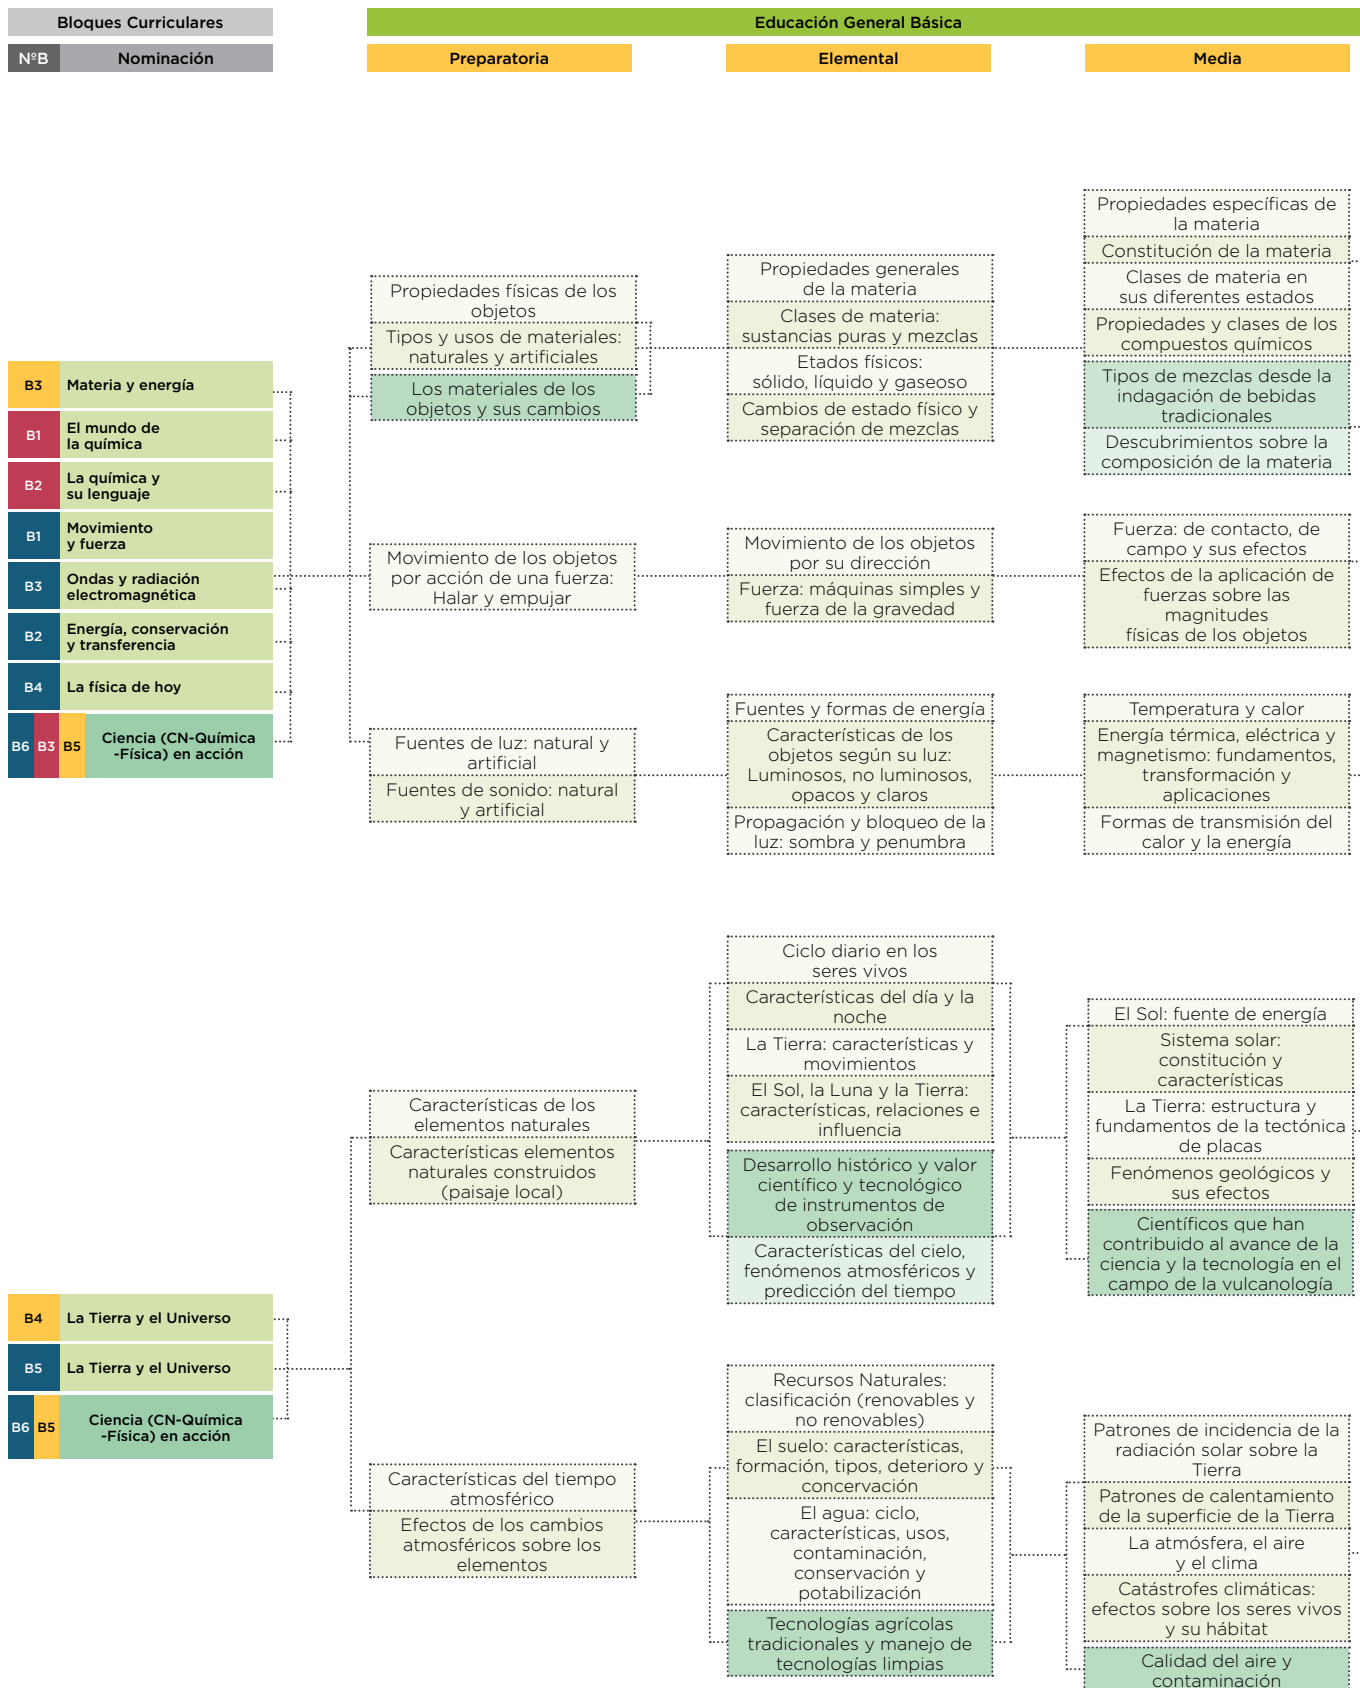 Bloques Curriculares
Educación General Básica
NºB
Nominación
Preparatoria
Elemental
Media
B3
Materia y energía
B1
El mundo de
la química
B2
La química y
su lenguaje
B1
Movimiento
y fuerza
B3
Ondas y radiación
electromagnética
B2
Energía, conservación
y transferencia
B4
La física de hoy
B6 B3 B5
Ciencia (CN-Química
-Física) en acción
Propiedades físicas de los
objetos
Tipos y usos de materiales:
naturales y artificiales
Los materiales de los
objetos y sus cambios
Propiedades generales
de la materia
Clases de materia:
sustancias puras y mezclas
Etados físicos:
sólido, líquido y gaseoso
Cambios de estado físico y
separación de mezclas
Propiedades específicas de
la materia
Constitución de la materia
Clases de materia en
sus diferentes estados
Propiedades y clases de los
compuestos químicos
Tipos de mezclas desde la
indagación de bebidas
tradicionales
Descubrimientos sobre la
composición de la materia
Movimiento de los objetos
por acción de una fuerza:
Halar y empujar
Movimiento de los objetos
por su dirección
Fuerza: máquinas simples y
fuerza de la gravedad
Fuerza: de contacto, de
campo y sus efectos
Efectos de la aplicación de
fuerzas sobre las
magnitudes
físicas de los objetos
Fuentes de luz: natural y
artificial
Fuentes de sonido: natural
y artificial
Fuentes y formas de energía
Características de los
objetos según su luz:
Luminosos, no luminosos,
opacos y claros
Propagación y bloqueo de la
luz: sombra y penumbra
Temperatura y calor
Energía térmica, eléctrica y
magnetismo: fundamentos,
transformación y
aplicaciones
Formas de transmisión del
calor y la energía
B4
La Tierra y el Universo
B5
La Tierra y el Universo
B6 B5
Ciencia (CN-Química
-Física) en acción
Características de los
elementos naturales
Características elementos
naturales construidos
(paisaje local)
Ciclo diario en los
seres vivos
Características del día y la
noche
La Tierra: características y
movimientos
El Sol, la Luna y la Tierra:
características, relaciones e
influencia
Desarrollo histórico y valor
científico y tecnológico
de instrumentos de
observación
Características del cielo,
fenómenos atmosféricos y
predicción del tiempo
El Sol: fuente de energía
Sistema solar:
constitución y
características
La Tierra: estructura y
fundamentos de la tectónica
de placas
Fenómenos geológicos y
sus efectos
Científicos que han
contribuido al avance de la
ciencia y la tecnología en el
campo de la vulcanología
Características del tiempo
atmosférico
Efectos de los cambios
atmosféricos sobre los
elementos
Recursos Naturales:
clasificación (renovables y
no renovables)
El suelo: características,
formación, tipos, deterioro y
concervación
El agua: ciclo,
características, usos,
contaminación,
conservación y
potabilización
Tecnologías agrícolas
tradicionales y manejo de
tecnologías limpias
Patrones de incidencia de la
radiación solar sobre la
Tierra
Patrones de calentamiento
de la superficie de la Tierra
La atmósfera, el aire
y el clima
Catástrofes climáticas:
efectos sobre los seres vivos
y su hábitat
Calidad del aire y
contaminación